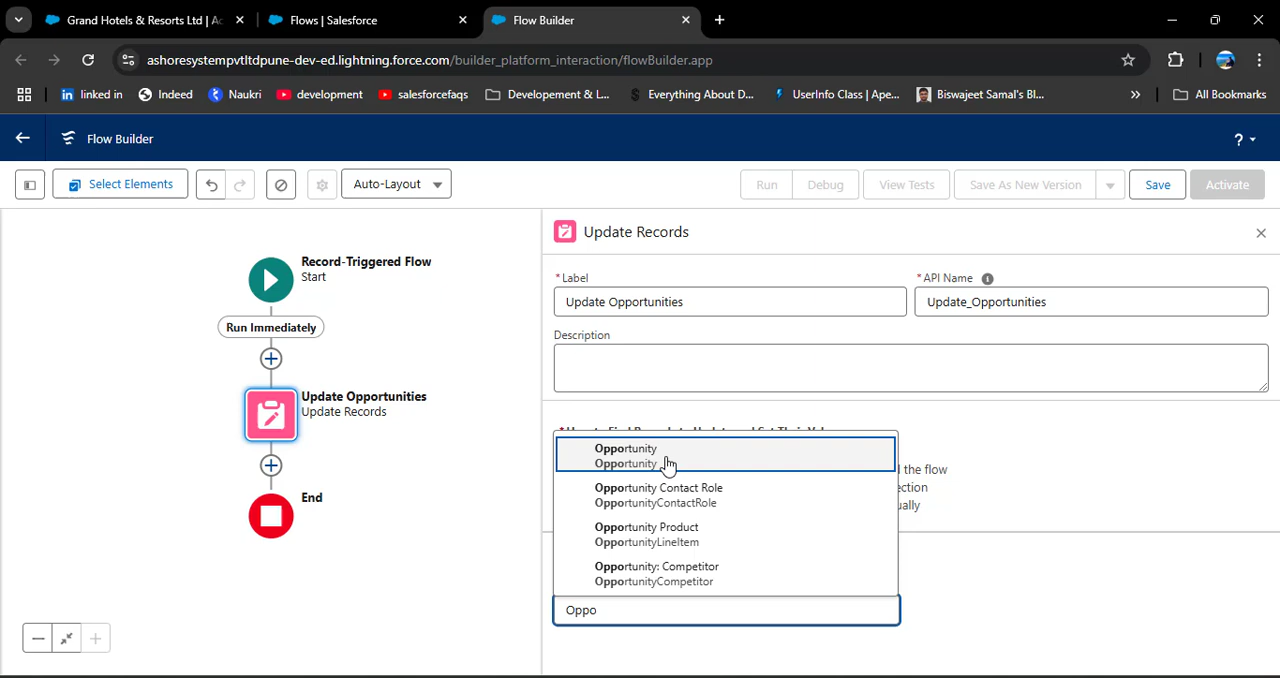 Grand Hotels & Resorts Ltd | Ac
Flows | Salesforce
Flow Builder
ashoresystempvtltdpune-dev-ed.lightning.force.com/builder_platform_interaction/flowBuilder.app
linked in
Indeed
Naukri
development
salesforcefaqs
Developement & L...
Everything About D...
UserInfo Class | Ape...
Biswajeet Samal's Bl...
»
All Bookmarks
Flow Builder
?
Select Elements
Auto-Layout
Run
Debug
View Tests
Save As New Version
Save
Activate
Record-Triggered Flow
Start
Run Immediately
Update Opportunities
Update Records
End
Update Records
* Label
* API Name
Update Opportunities
Update_Opportunities
Description
Opportunity
Opportunity
Opportunity Contact Role
OpportunityContactRole
Opportunity Product
OpportunityLineItem
Opportunity: Competitor
OpportunityCompetitor
d the flow
ection
ually
Oppo